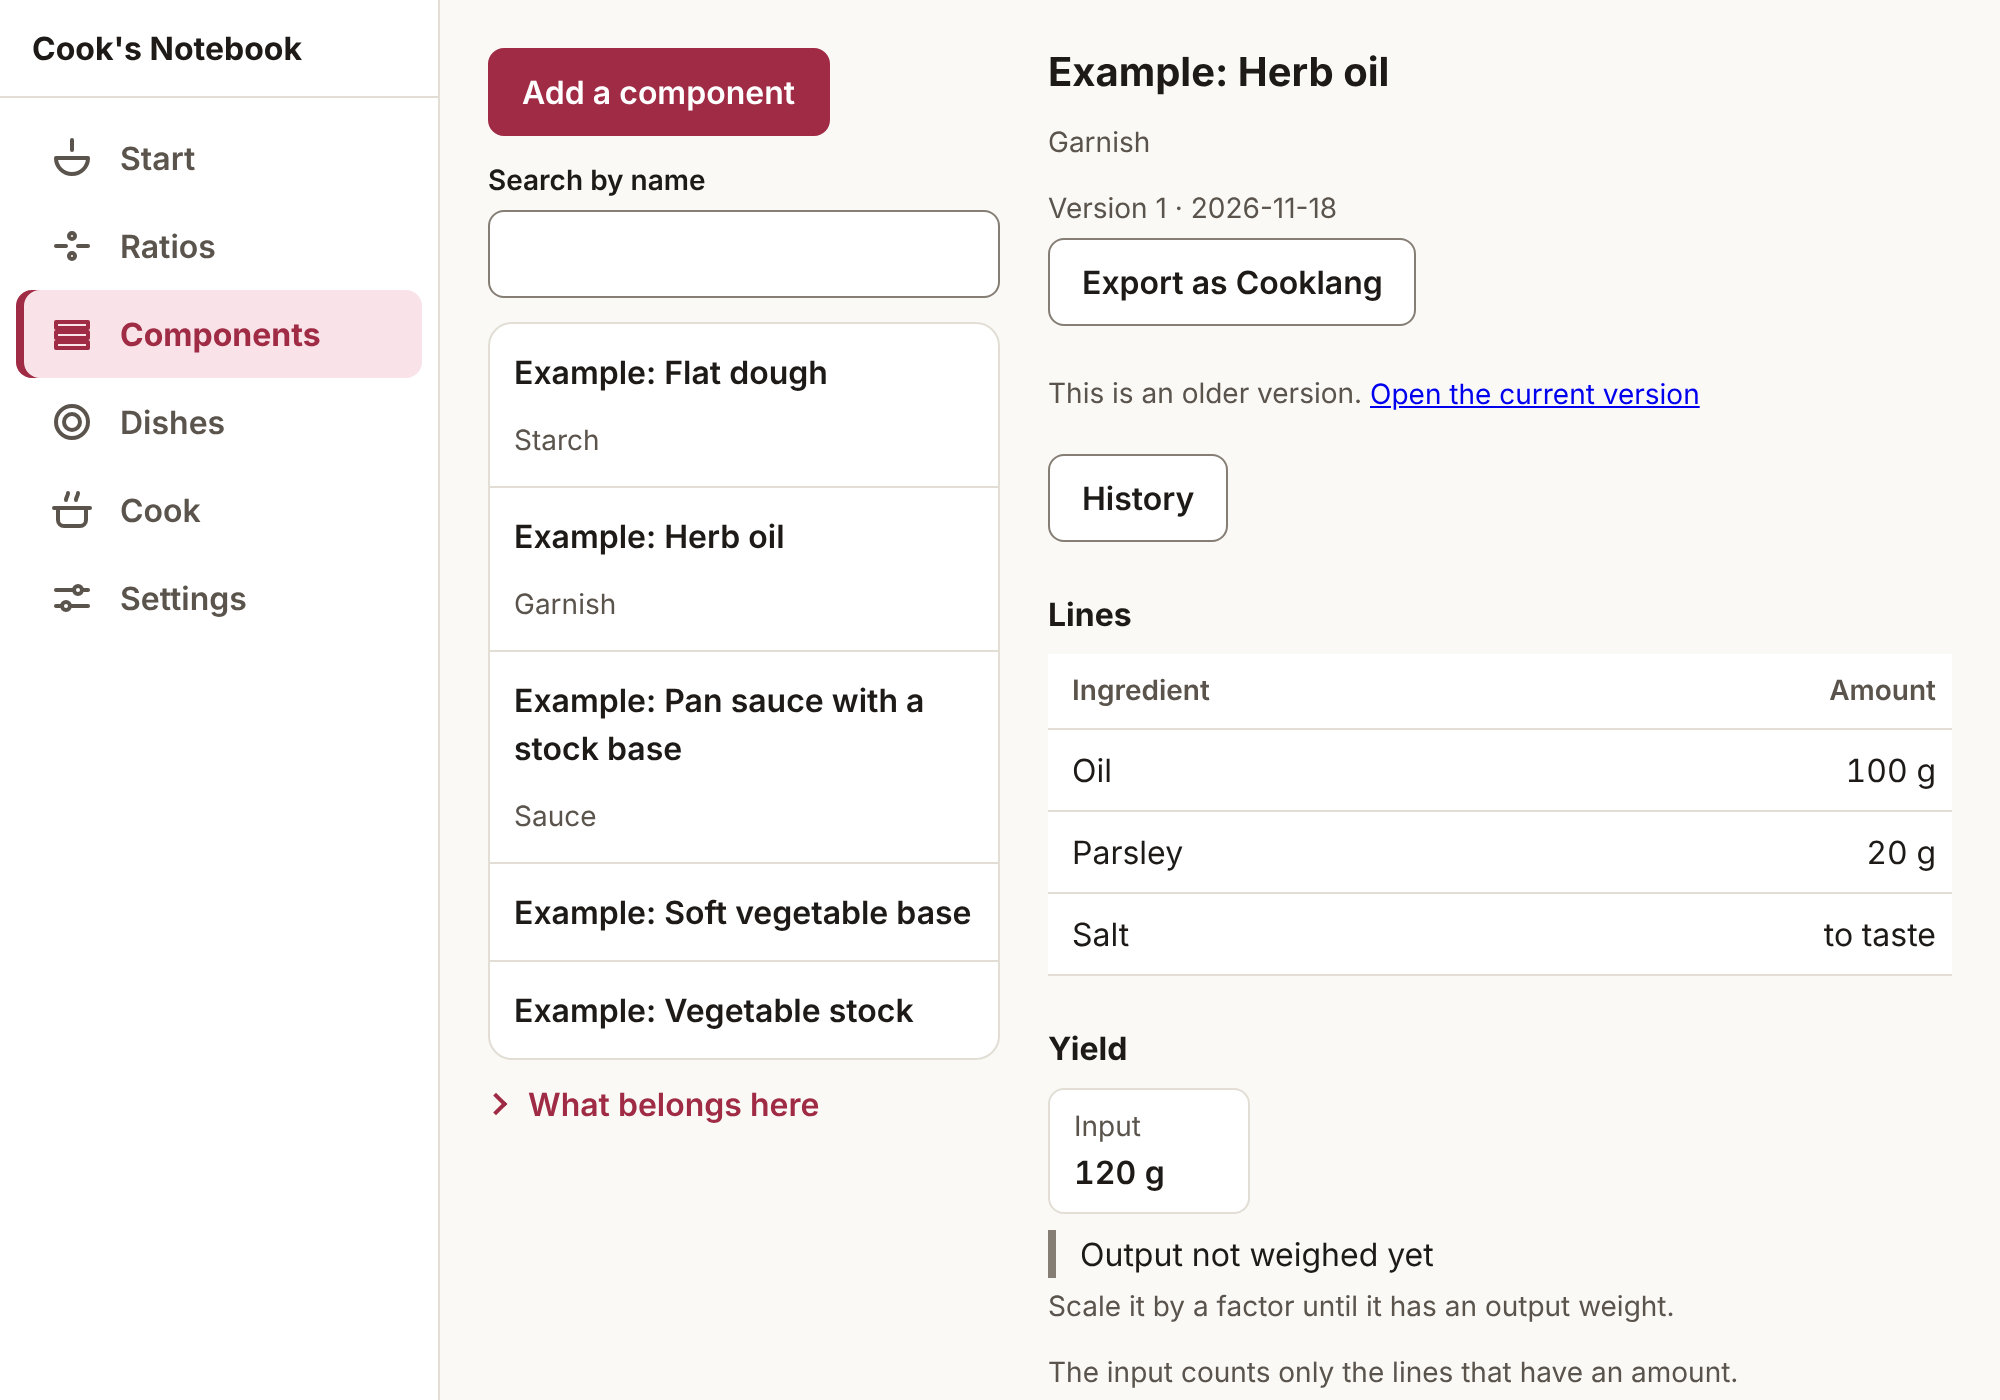 Cook's Notebook
Start
Ratios
Components
Dishes
Cook
Settings
Add a component
Search by name
Example: Flat dough
Starch
Example: Herb oil
Garnish
Example: Pan sauce with a
stock base
Sauce
Example: Soft vegetable base
Example: Vegetable stock
What belongs here
Example: Herb oil
Garnish
Version 1 · 2026-11-18
Export as Cooklang
This is an older version. Open the current version
History
Lines
Ingredient Amount
Oil 100 g
Parsley 20 g
Salt to taste
Yield
Input
120 g
Output not weighed yet
Scale it by a factor until it has an output weight.
The input counts only the lines that have an amount.